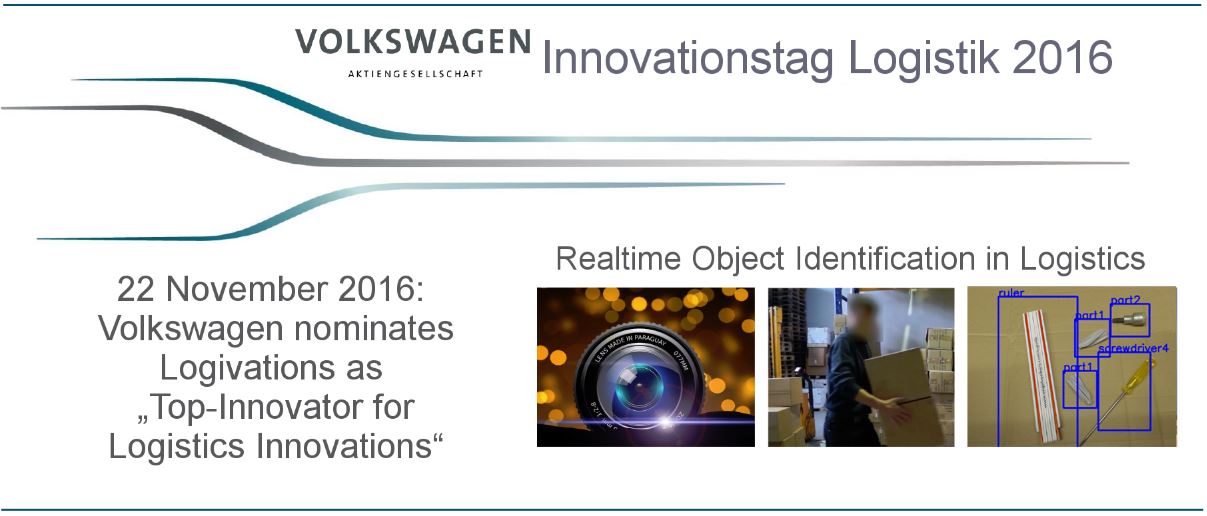 VOLKSWAGEN
AKTIENGESELLSCHAFT
Innovationstag Logistik 2016
22 November 2016:
Volkswagen nominates
Logivations as
„Top-Innovator for
Logistics Innovations“
Realtime Object Identification in Logistics
LENS MADE IN PARAGUAY
077MM
ruler
part2
part1
screwdriver4
part1